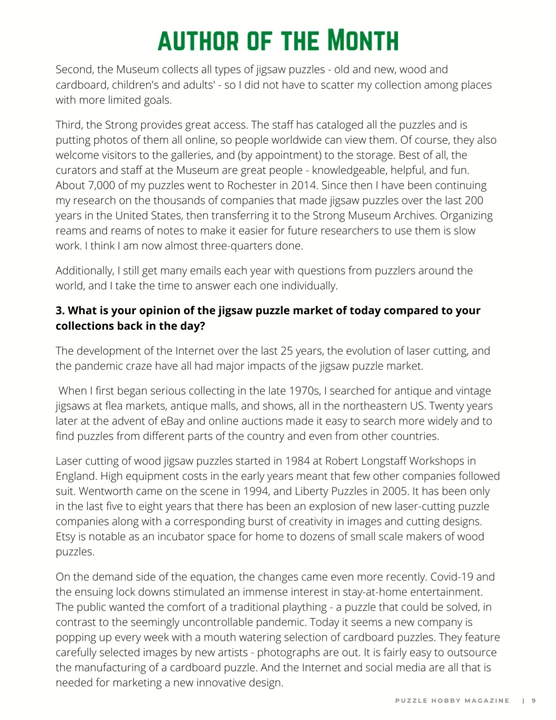 AUTHOR OF THE MONTH
Second, the Museum collects all types of jigsaw puzzles - old and new, wood and
cardboard, children's and adults' - so I did not have to scatter my collection among places
with more limited goals.
Third, the Strong provides great access. The staff has cataloged all the puzzles and is
putting photos of them all online, so people worldwide can view them. Of course, they also
welcome visitors to the galleries, and (by appointment) to the storage. Best of all, the
curators and staff at the Museum are great people - knowledgeable, helpful, and fun.
About 7,000 of my puzzles went to Rochester in 2014. Since then I have been continuing
my research on the thousands of companies that made jigsaw puzzles over the last 200
years in the United States, then transferring it to the Strong Museum Archives. Organizing
reams and reams of notes to make it easier for future researchers to use them is slow
work. I think I am now almost three-quarters done.
Additionally, I still get many emails each year with questions from puzzlers around the
world, and I take the time to answer each one individually.
3. What is your opinion of the jigsaw puzzle market of today compared to your
collections back in the day?
The development of the Internet over the last 25 years, the evolution of laser cutting, and
the pandemic craze have all had major impacts of the jigsaw puzzle market.
When I first began serious collecting in the late 1970s, I searched for antique and vintage
jigsaws at flea markets, antique malls, and shows, all in the northeastern US. Twenty years
later at the advent of eBay and online auctions made it easy to search more widely and to
find puzzles from different parts of the country and even from other countries.
Laser cutting of wood jigsaw puzzles started in 1984 at Robert Longstaff Workshops in
England. High equipment costs in the early years meant that few other companies followed
suit. Wentworth came on the scene in 1994, and Liberty Puzzles in 2005. It has been only
in the last five to eight years that there has been an explosion of new laser-cutting puzzle
companies along with a corresponding burst of creativity in images and cutting designs.
Etsy is notable as an incubator space for home to dozens of small scale makers of wood
puzzles.
On the demand side of the equation, the changes came even more recently. Covid-19 and
the ensuing lock downs stimulated an immense interest in stay-at-home entertainment.
The public wanted the comfort of a traditional plaything - a puzzle that could be solved, in
contrast to the seemingly uncontrollable pandemic. Today it seems a new company is
popping up every week with a mouth watering selection of cardboard puzzles. They feature
carefully selected images by new artists - photographs are out. It is fairly easy to outsource
the manufacturing of a cardboard puzzle. And the Internet and social media are all that is
needed for marketing a new innovative design.
PUZZLE HOBBY MAGAZINE | 9